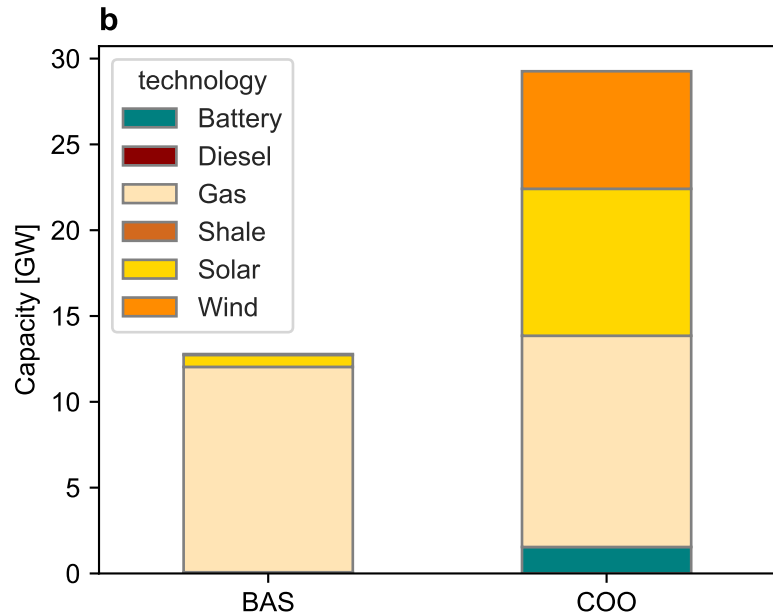 b
Capacity [GW]
30
25
20
15
10
5
0
technology
Battery
Diesel
Gas
Shale
Solar
Wind
BAS
COO